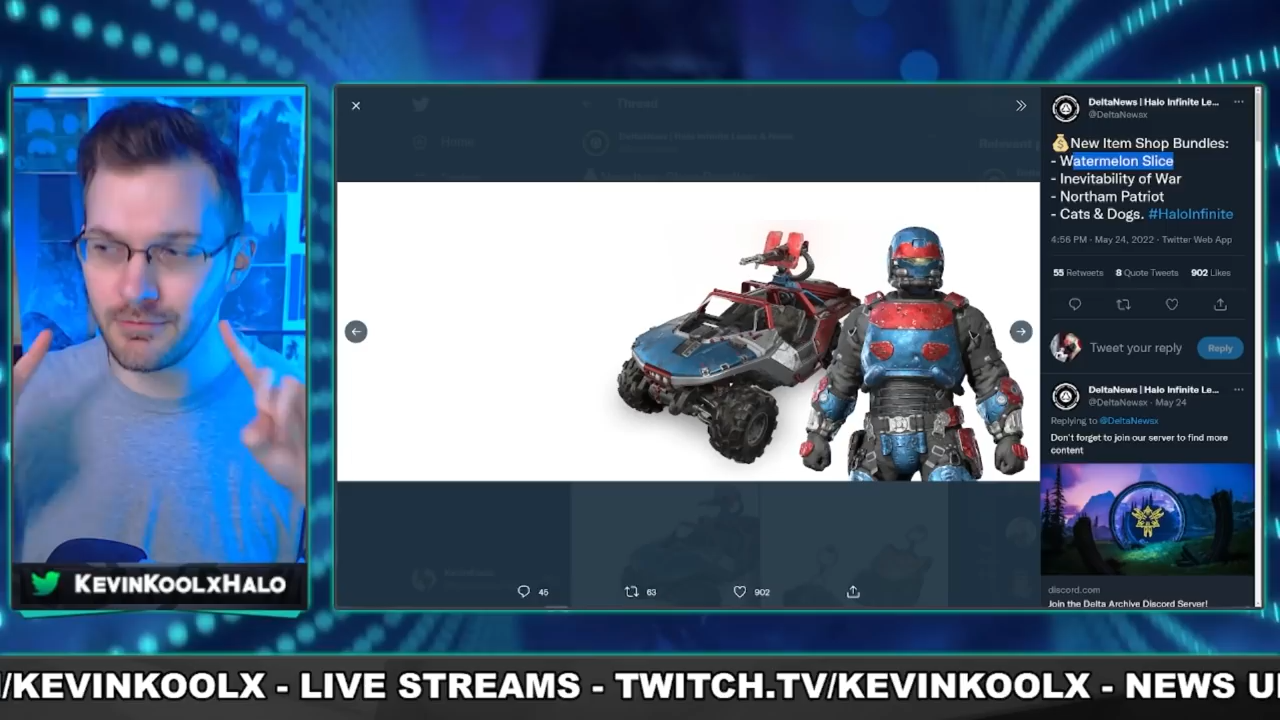 DeltaNews | Halo Infinite Le...
@DeltaNewsx
💰New Item Shop Bundles:
- Watermelon Slice
- Inevitability of War
- Northam Patriot
- Cats & Dogs. #HaloInfinite
4:56 PM · May 24, 2022 · Twitter Web App
55 Retweets 8 Quote Tweets 902 Likes
Tweet your reply Reply
DeltaNews | Halo Infinite Le...
@DeltaNewsx · May 24
Replying to @DeltaNewsx
Don't forget to join our server to find more
content
discord.com
Join the Delta Archive Discord Server!
Thread
Home
45 63 902
KEVINKOOLXHALO
/KEVINKOOLX - LIVE STREAMS - TWITCH.TV/KEVINKOOLX - NEWS U